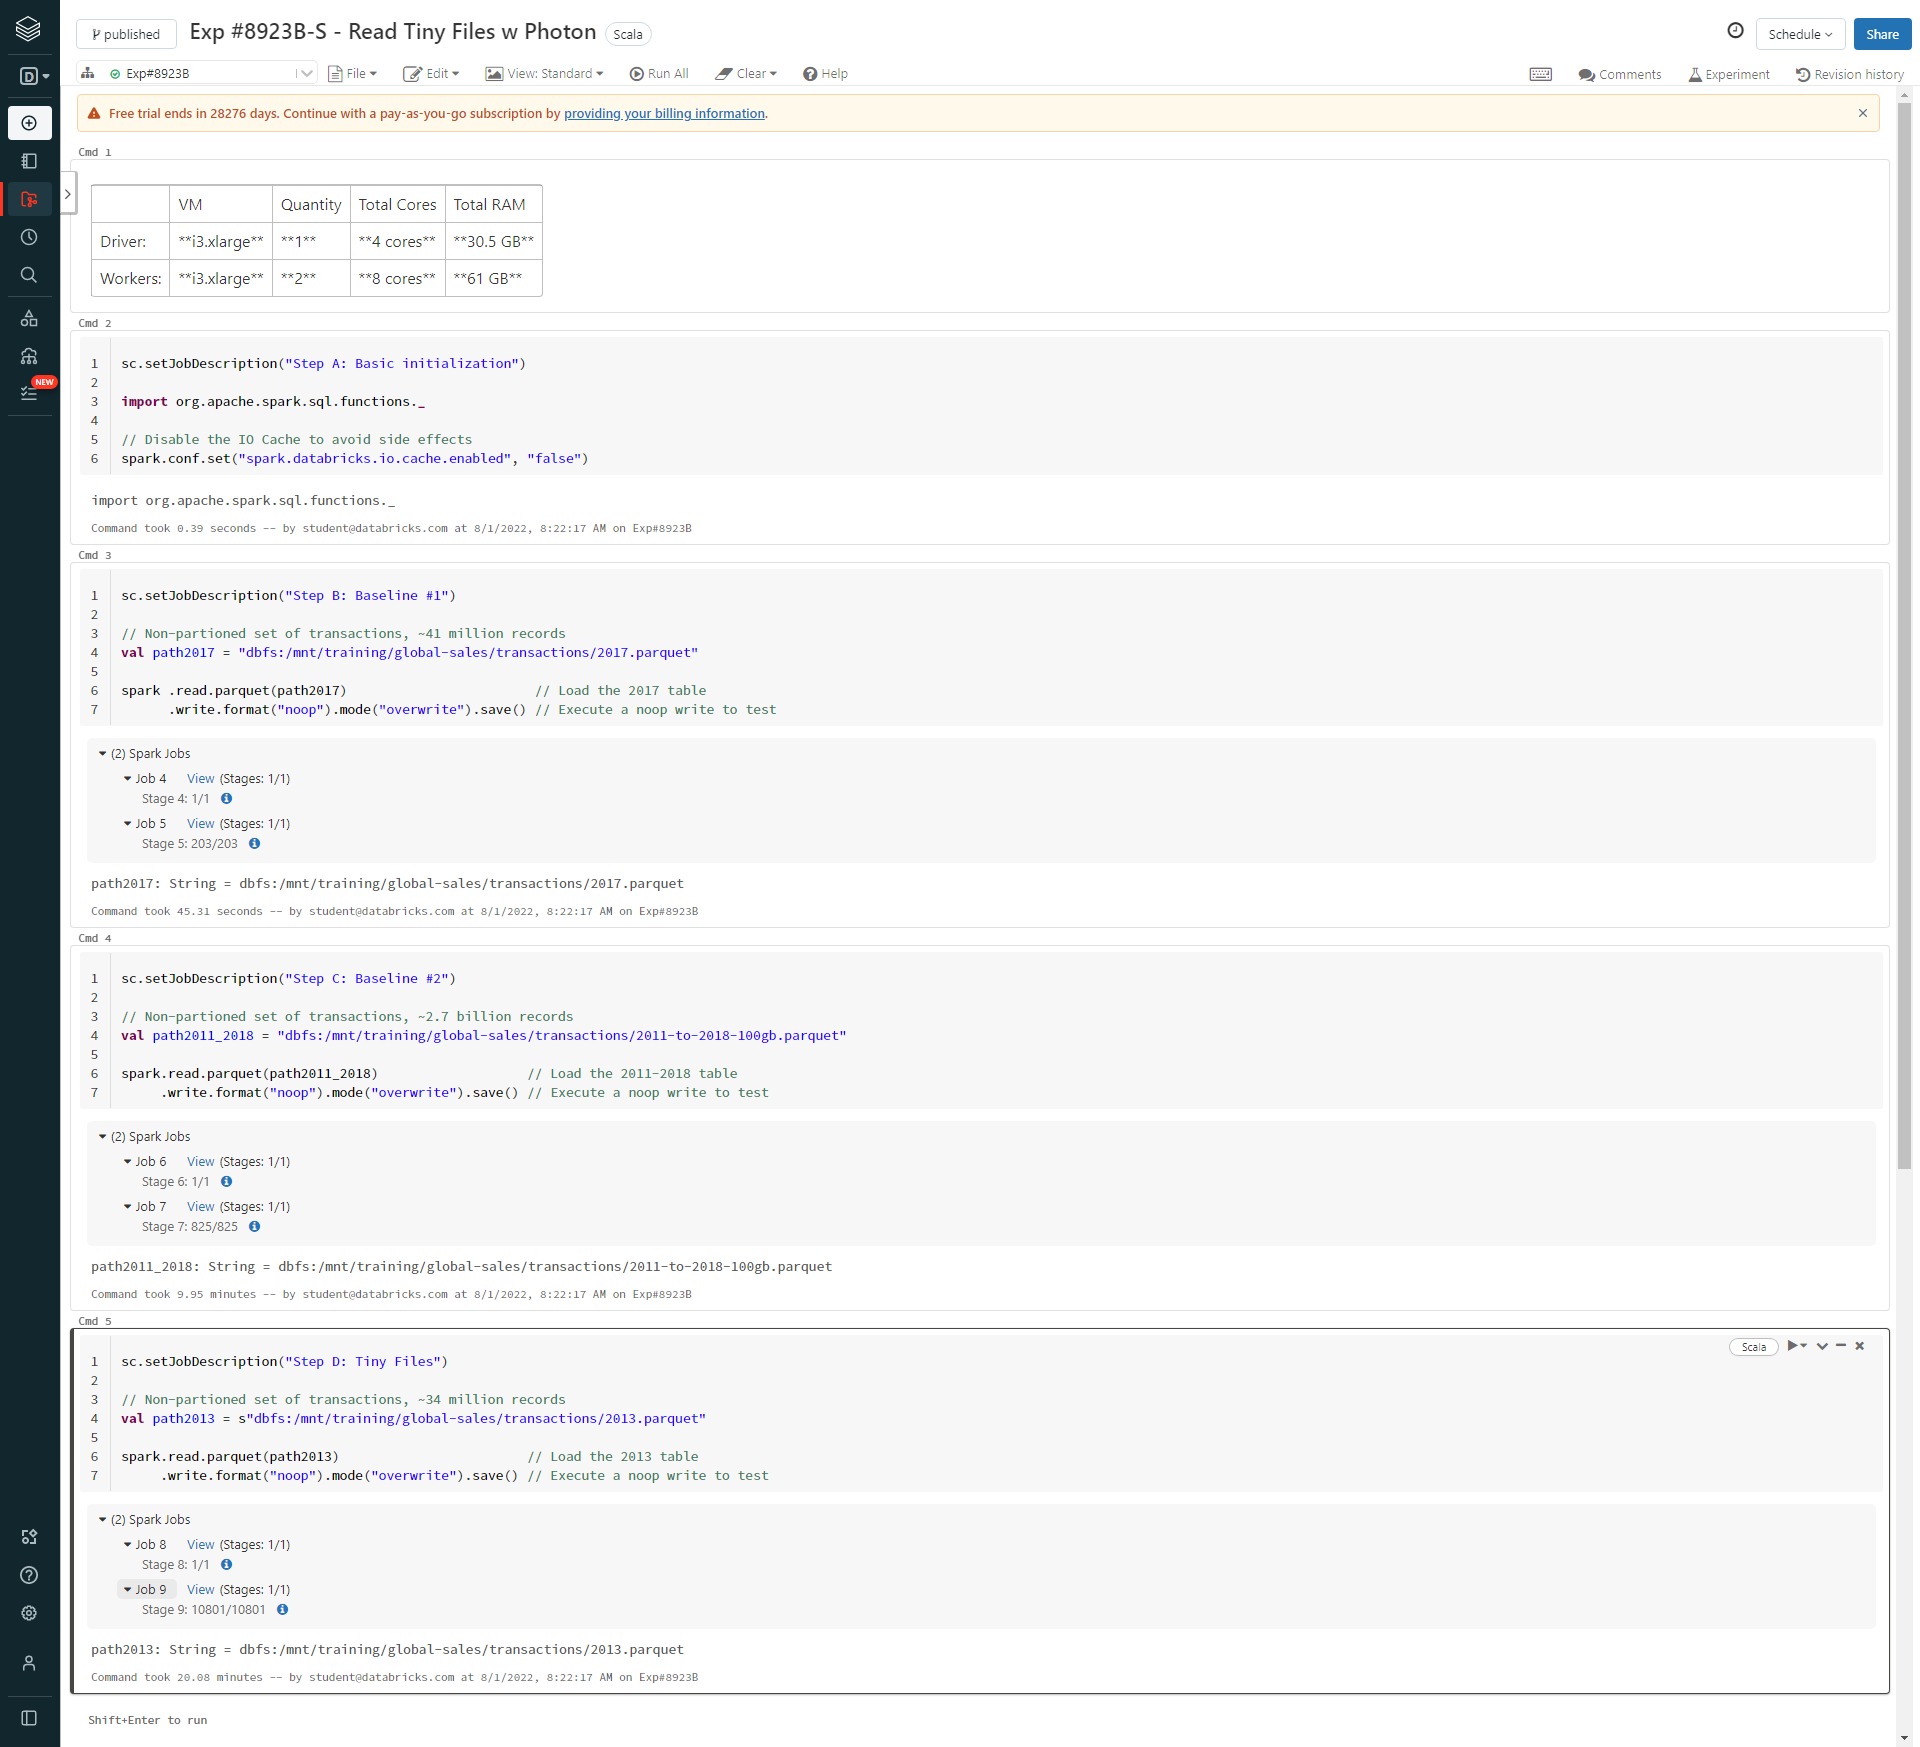 published
Exp #8923B-S - Read Tiny Files w Photon
Scala
Schedule
Share
D
Exp#8923B
File
Edit
View: Standard
Run All
Clear
Help
Comments
Experiment
Revision history
Free trial ends in 28276 days. Continue with a pay-as-you-go subscription by providing your billing information.
NEW
Cmd 1
VM Quantity Total Cores Total RAM
Driver: **i3.xlarge** **1** **4 cores** **30.5 GB**
Workers: **i3.xlarge** **2** **8 cores** **61 GB**
Cmd 2
1 sc.setJobDescription("Step A: Basic initialization")
2
3 import org.apache.spark.sql.functions._
4
5 // Disable the IO Cache to avoid side effects
6 spark.conf.set("spark.databricks.io.cache.enabled", "false")
import org.apache.spark.sql.functions._
Command took 0.39 seconds -- by student@databricks.com at 8/1/2022, 8:22:17 AM on Exp#8923B
Cmd 3
1 sc.setJobDescription("Step B: Baseline #1")
2
3 // Non-partioned set of transactions, ~41 million records
4 val path2017 = "dbfs:/mnt/training/global-sales/transactions/2017.parquet"
5
6 spark .read.parquet(path2017) // Load the 2017 table
7 .write.format("noop").mode("overwrite").save() // Execute a noop write to test
(2) Spark Jobs
Job 4 View (Stages: 1/1)
Stage 4: 1/1
Job 5 View (Stages: 1/1)
Stage 5: 203/203
path2017: String = dbfs:/mnt/training/global-sales/transactions/2017.parquet
Command took 45.31 seconds -- by student@databricks.com at 8/1/2022, 8:22:17 AM on Exp#8923B
Cmd 4
1 sc.setJobDescription("Step C: Baseline #2")
2
3 // Non-partioned set of transactions, ~2.7 billion records
4 val path2011_2018 = "dbfs:/mnt/training/global-sales/transactions/2011-to-2018-100gb.parquet"
5
6 spark.read.parquet(path2011_2018) // Load the 2011-2018 table
7 .write.format("noop").mode("overwrite").save() // Execute a noop write to test
(2) Spark Jobs
Job 6 View (Stages: 1/1)
Stage 6: 1/1
Job 7 View (Stages: 1/1)
Stage 7: 825/825
path2011_2018: String = dbfs:/mnt/training/global-sales/transactions/2011-to-2018-100gb.parquet
Command took 9.95 minutes -- by student@databricks.com at 8/1/2022, 8:22:17 AM on Exp#8923B
Cmd 5
Scala
1 sc.setJobDescription("Step D: Tiny Files")
2
3 // Non-partioned set of transactions, ~34 million records
4 val path2013 = s"dbfs:/mnt/training/global-sales/transactions/2013.parquet"
5
6 spark.read.parquet(path2013) // Load the 2013 table
7 .write.format("noop").mode("overwrite").save() // Execute a noop write to test
(2) Spark Jobs
Job 8 View (Stages: 1/1)
Stage 8: 1/1
Job 9 View (Stages: 1/1)
Stage 9: 10801/10801
path2013: String = dbfs:/mnt/training/global-sales/transactions/2013.parquet
Command took 20.08 minutes -- by student@databricks.com at 8/1/2022, 8:22:17 AM on Exp#8923B
Shift+Enter to run